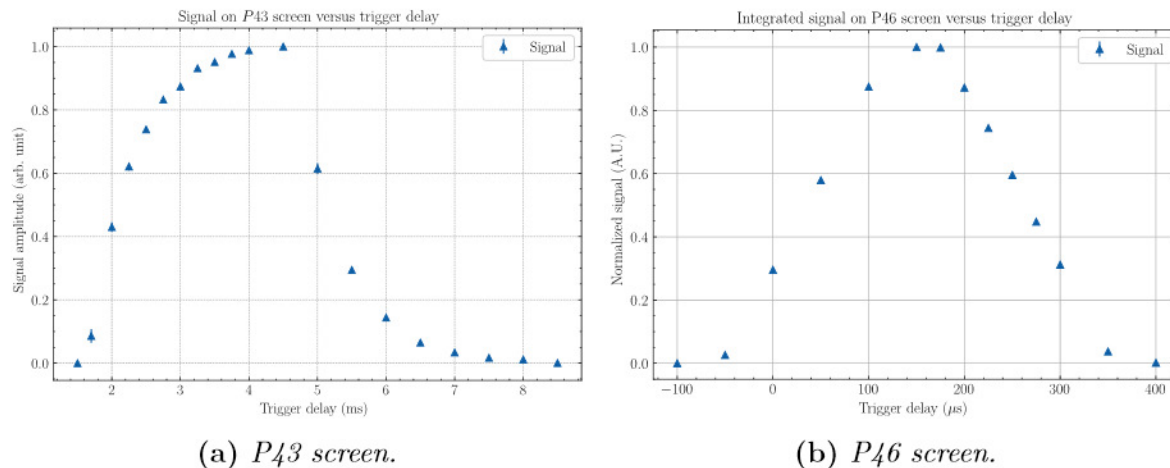 Signal on P43 screen versus trigger delay
Signal
Signal amplitude (arb. unit)
1.0
0.8
0.6
0.4
0.2
0.0
2 3 4 5 6 7 8
Trigger delay (ms)
(a) P43 screen.
Integrated signal on P46 screen versus trigger delay
Signal
Normalized signal (A.U.)
1.0
0.8
0.6
0.4
0.2
0.0
−100 0 100 200 300 400
Trigger delay (μs)
(b) P46 screen.